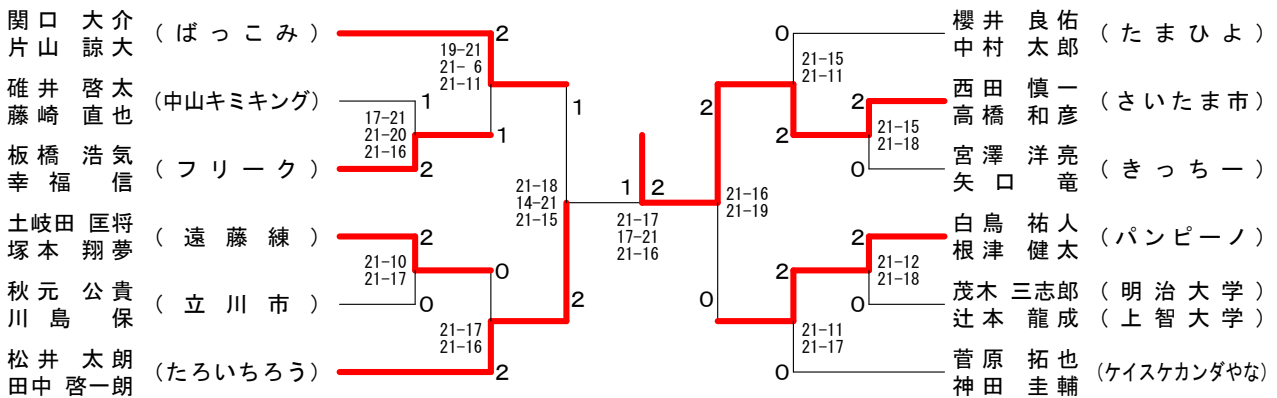 関口 大介
片山 諒大
(ばっこみ)
2
19-21
21- 6
21-11
碓井 啓太
藤崎 直也
(中山キミキング)
1
17-21
21-20
21-16
1
板橋 浩気
幸福 信
(フリーク)
2
1
21-18
14-21
21-15
土岐田 匡将
塚本 翔夢
(遠藤練)
2
21-10
21-17
0
秋元 公貴
川島 保
(立川市)
0
2
21-17
21-16
松井 太朗
田中 啓一朗
(たろいちろう)
2
1
2
21-17
17-21
21-16
0
櫻井 良佑
中村 太郎
(たまひよ)
21-15
21-11
2
2
西田 慎一
高橋 和彦
(さいたま市)
2
21-15
21-18
0
宮澤 洋亮
矢口 竜
(きっちー)
21-16
21-19
2
白鳥 祐人
根津 健太
(パンピーノ)
2
21-12
21-18
0
0
茂木 三志郎
辻本 龍成
(明治大学)
(上智大学)
21-11
21-17
0
菅原 拓也
神田 圭輔
(ケイスケカンダやな)